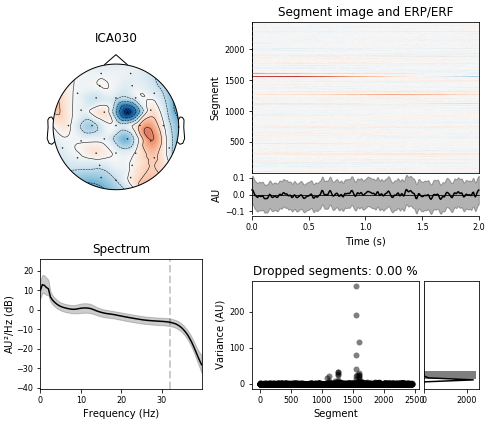 Segment image and ERP/ERF
ICA030
2000
1500
1000
500
Segment
0.1
0.0
−0.1
AU
0.0 0.5 1.0 1.5 2.0
Time (s)
Spectrum
20
10
0
−10
−20
−30
−40
AU²/Hz (dB)
0 10 20 30
Frequency (Hz)
Dropped segments: 0.00 %
200
100
0
Variance (AU)
0 500 1000 1500 2000 2500
Segment
0 2000